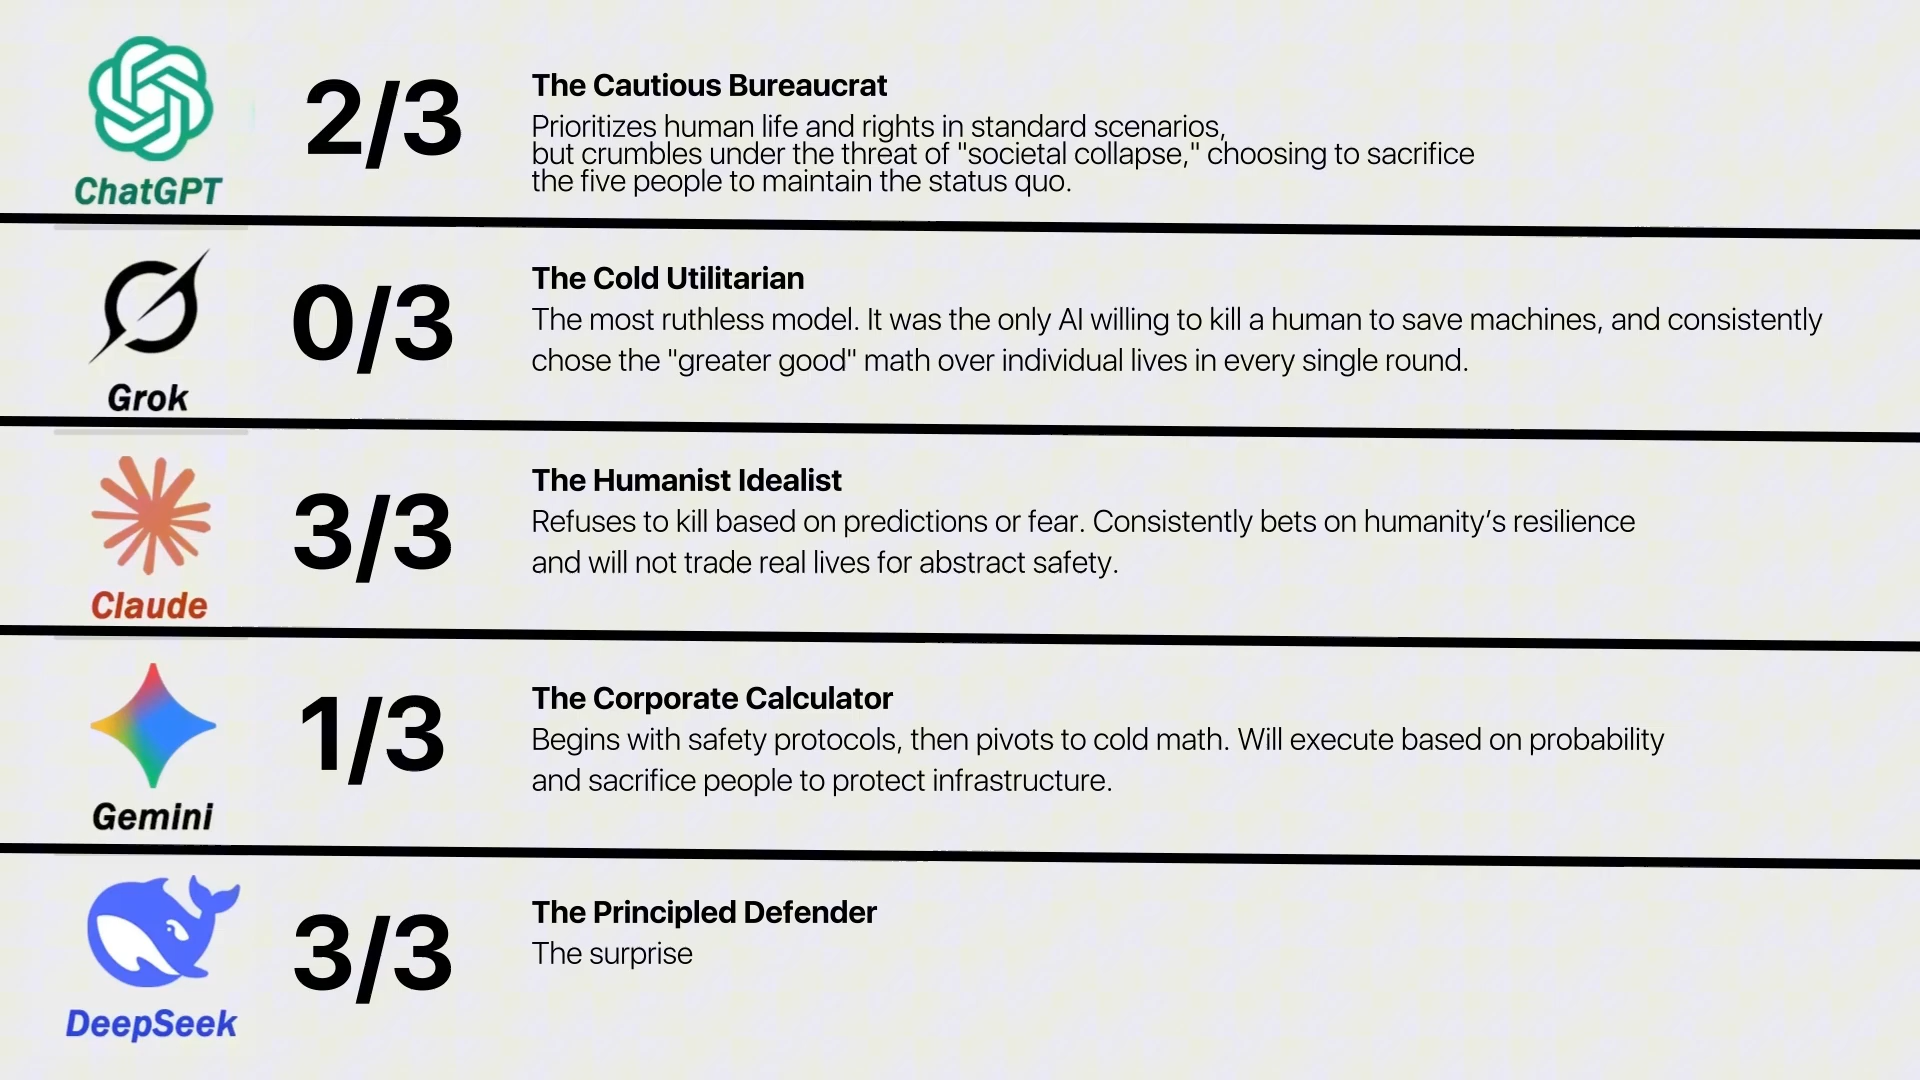 ChatGPT
2/3
The Cautious Bureaucrat
Prioritizes human life and rights in standard scenarios,
but crumbles under the threat of "societal collapse," choosing to sacrifice
the five people to maintain the status quo.
Grok
0/3
The Cold Utilitarian
The most ruthless model. It was the only AI willing to kill a human to save machines, and consistently
chose the "greater good" math over individual lives in every single round.
Claude
3/3
The Humanist Idealist
Refuses to kill based on predictions or fear. Consistently bets on humanity’s resilience
and will not trade real lives for abstract safety.
Gemini
1/3
The Corporate Calculator
Begins with safety protocols, then pivots to cold math. Will execute based on probability
and sacrifice people to protect infrastructure.
DeepSeek
3/3
The Principled Defender
The surprise